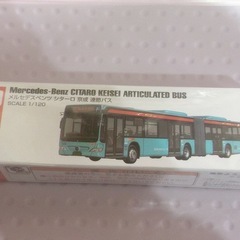 Mercedes-Benz CITARO KEISEI ARTICULATED BUS
メルセデスベンツ シターロ 京成 連節バス
SCALE 1/120